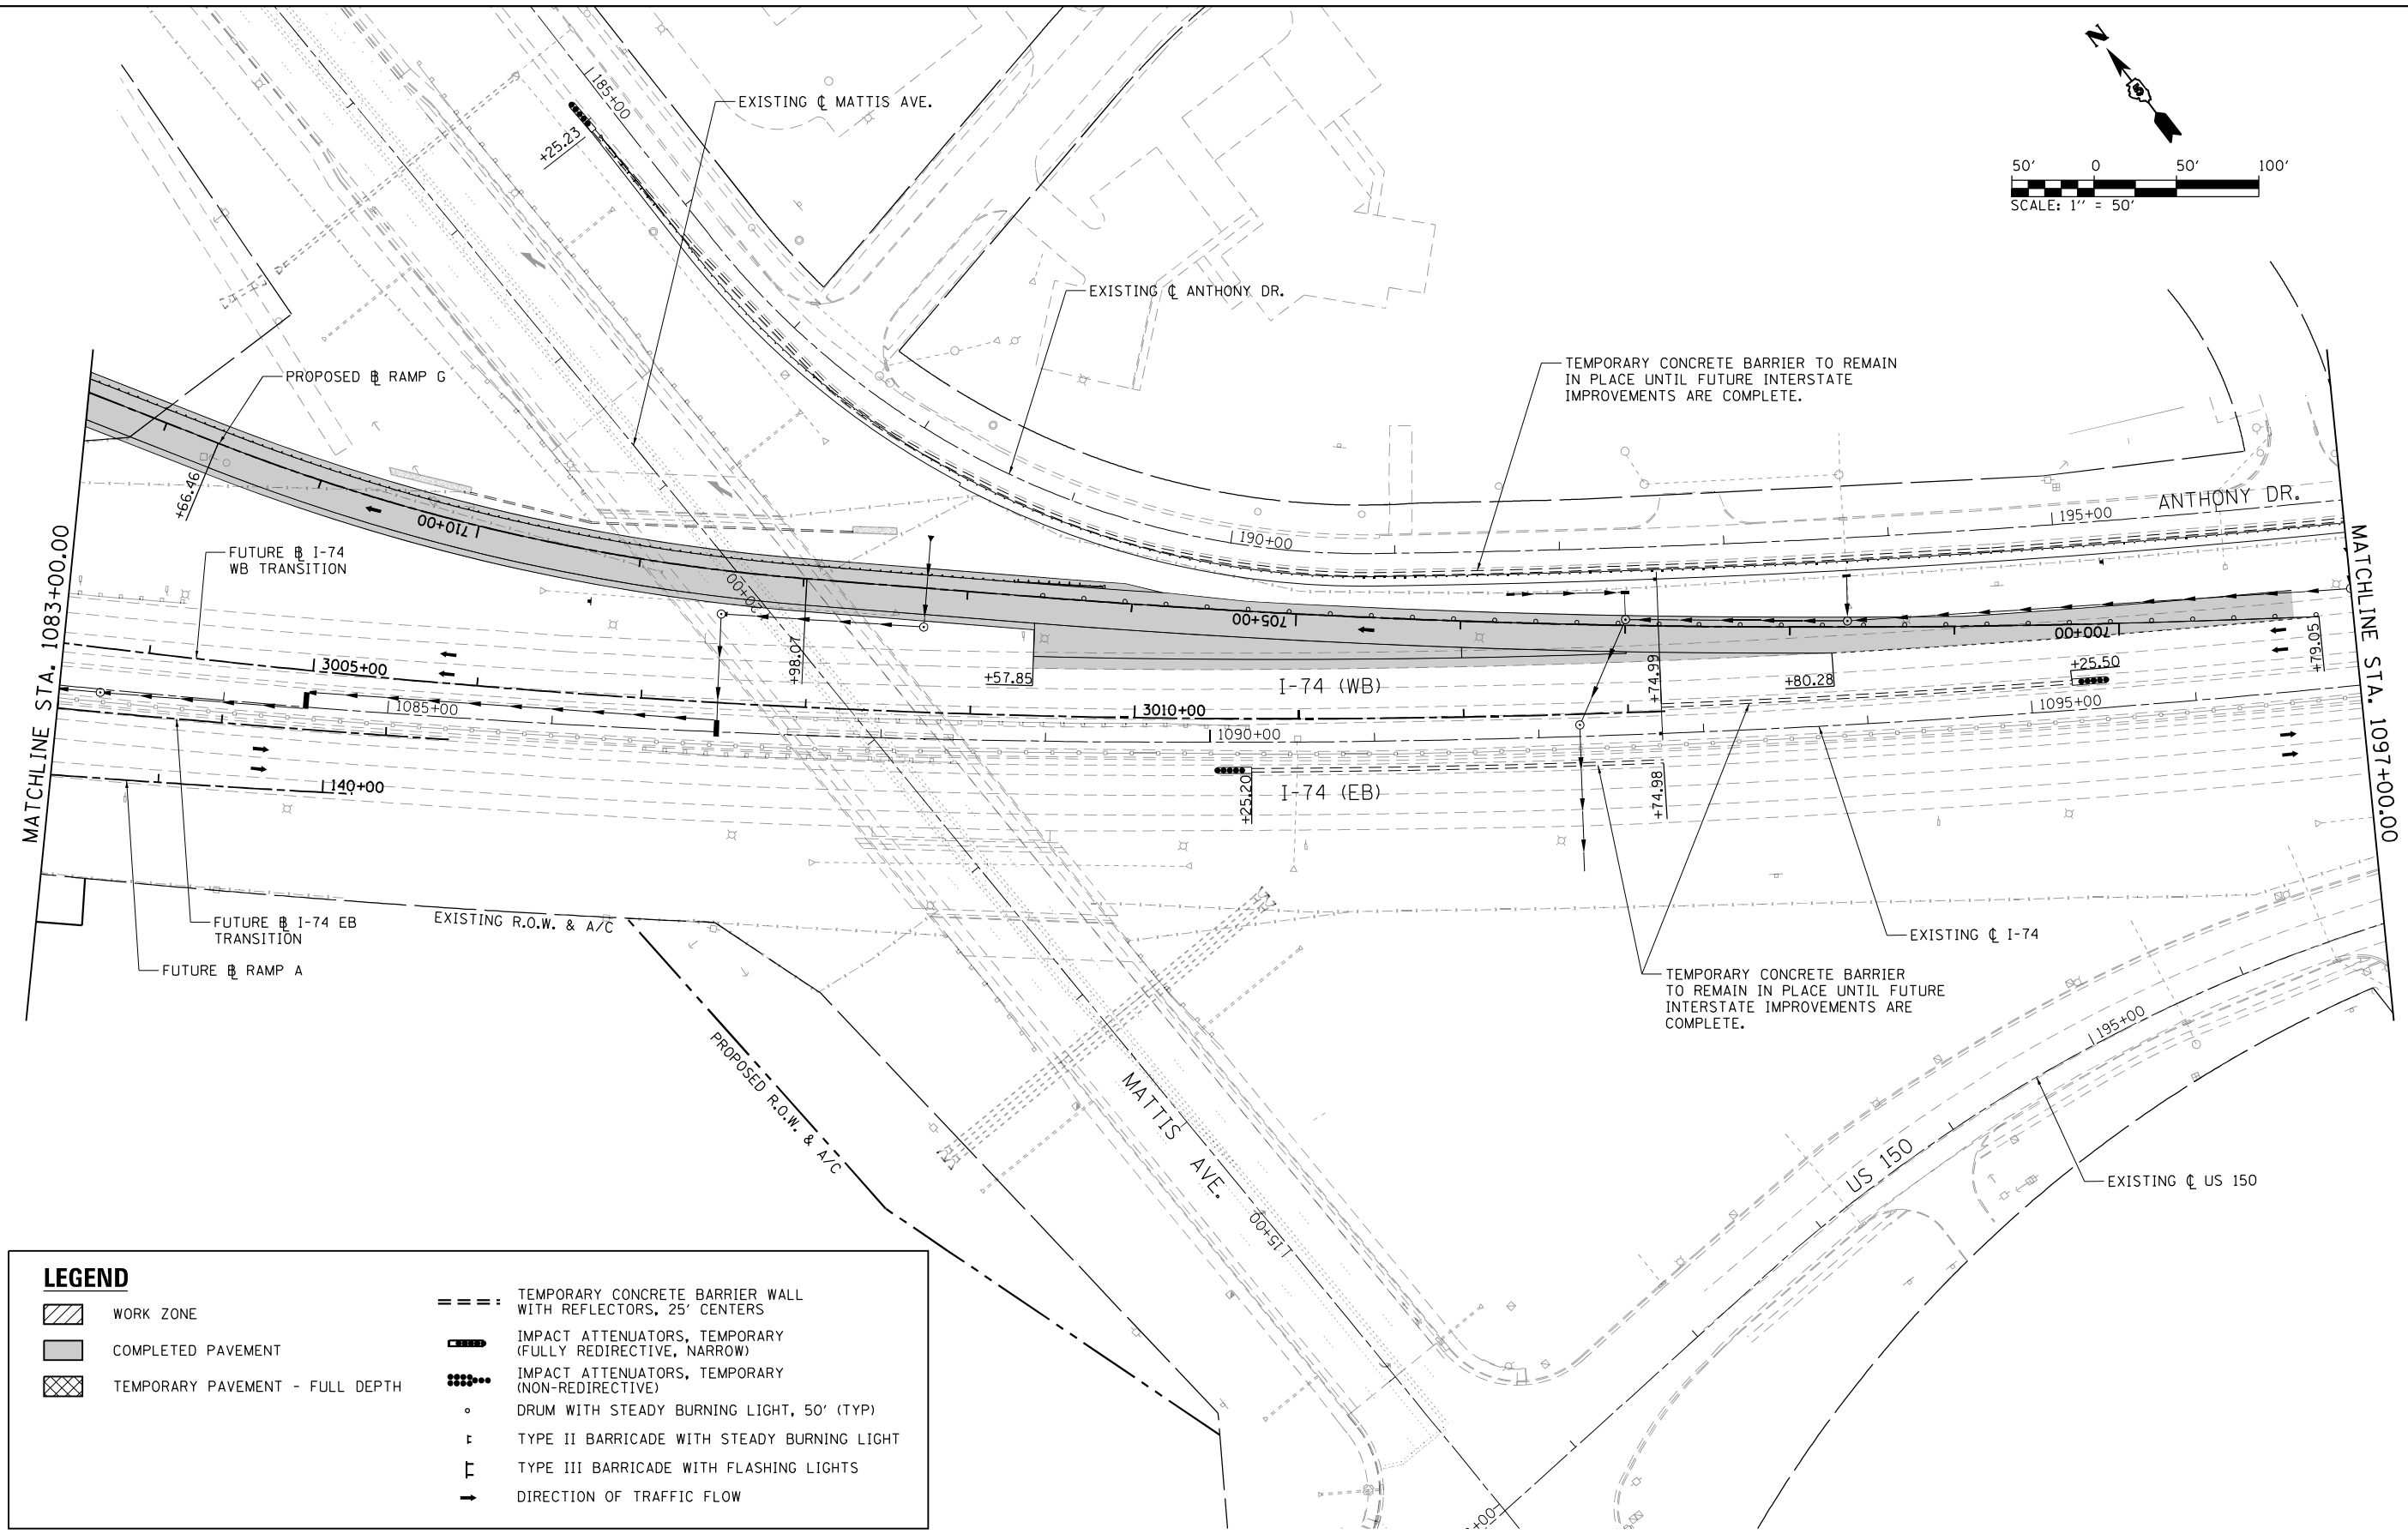 N
50' 0 50' 100'
SCALE: 1'' = 50'
185+00
+25.23
EXISTING ℄ MATTIS AVE.
EXISTING ℄ ANTHONY DR.
PROPOSED ⅊ RAMP G
+66.46
TEMPORARY CONCRETE BARRIER TO REMAIN
IN PLACE UNTIL FUTURE INTERSTATE
IMPROVEMENTS ARE COMPLETE.
ANTHONY DR.
195+00
190+00
710+00
20+00
705+00
700+00
MATCHLINE STA. 1083+00.00
MATCHLINE STA. 1097+00.00
FUTURE ⅊ I-74
WB TRANSITION
3005+00
1085+00
+98.07
+57.85
I-74 (WB)
3010+00
1090+00
+74.99
+80.28
+25.50
+79.05
1095+00
140+00
+25.20
I-74 (EB)
+74.98
FUTURE ⅊ I-74 EB
TRANSITION
FUTURE ⅊ RAMP A
EXISTING R.O.W. & A/C
EXISTING ℄ I-74
TEMPORARY CONCRETE BARRIER
TO REMAIN IN PLACE UNTIL FUTURE
INTERSTATE IMPROVEMENTS ARE
COMPLETE.
PROPOSED R.O.W. & A/C
MATTIS AVE.
15+00
US 150
195+00
EXISTING ℄ US 150
+00
LEGEND
WORK ZONE
COMPLETED PAVEMENT
TEMPORARY PAVEMENT - FULL DEPTH
TEMPORARY CONCRETE BARRIER WALL
WITH REFLECTORS, 25' CENTERS
IMPACT ATTENUATORS, TEMPORARY
(FULLY REDIRECTIVE, NARROW)
IMPACT ATTENUATORS, TEMPORARY
(NON-REDIRECTIVE)
DRUM WITH STEADY BURNING LIGHT, 50' (TYP)
TYPE II BARRICADE WITH STEADY BURNING LIGHT
TYPE III BARRICADE WITH FLASHING LIGHTS
DIRECTION OF TRAFFIC FLOW